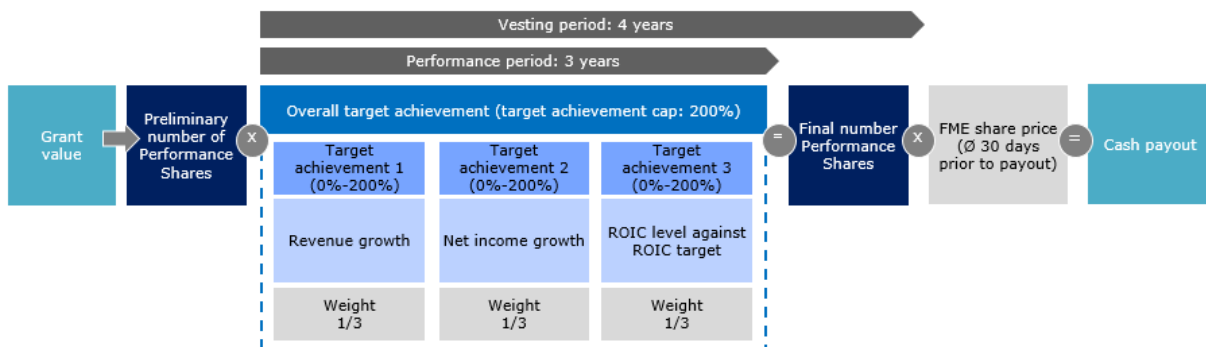 Vesting period: 4 years
Performance period: 3 years
Grant
value
Preliminary
number of
Performance
Shares
x
Overall target achievement (target achievement cap: 200%)
Target
achievement 1
(0%-200%)
Target
achievement 2
(0%-200%)
Target
achievement 3
(0%-200%)
Revenue growth
Net income growth
ROIC level against
ROIC target
Weight
1/3
Weight
1/3
Weight
1/3
=
Final number
Performance
Shares
x
FME share price
(Ø 30 days
prior to payout)
=
Cash payout